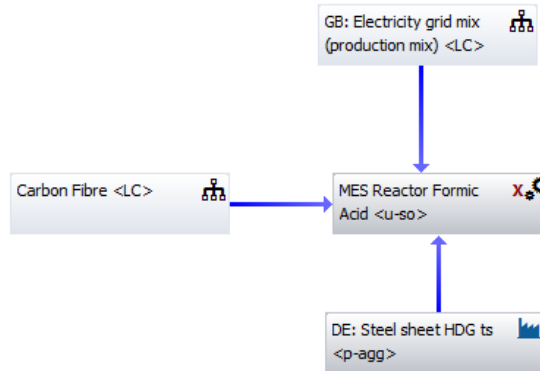 GB: Electricity grid mix
(production mix) <LC>
Carbon Fibre <LC>
MES Reactor Formic
Acid <u-so>
X
DE: Steel sheet HDG ts
<p-agg>